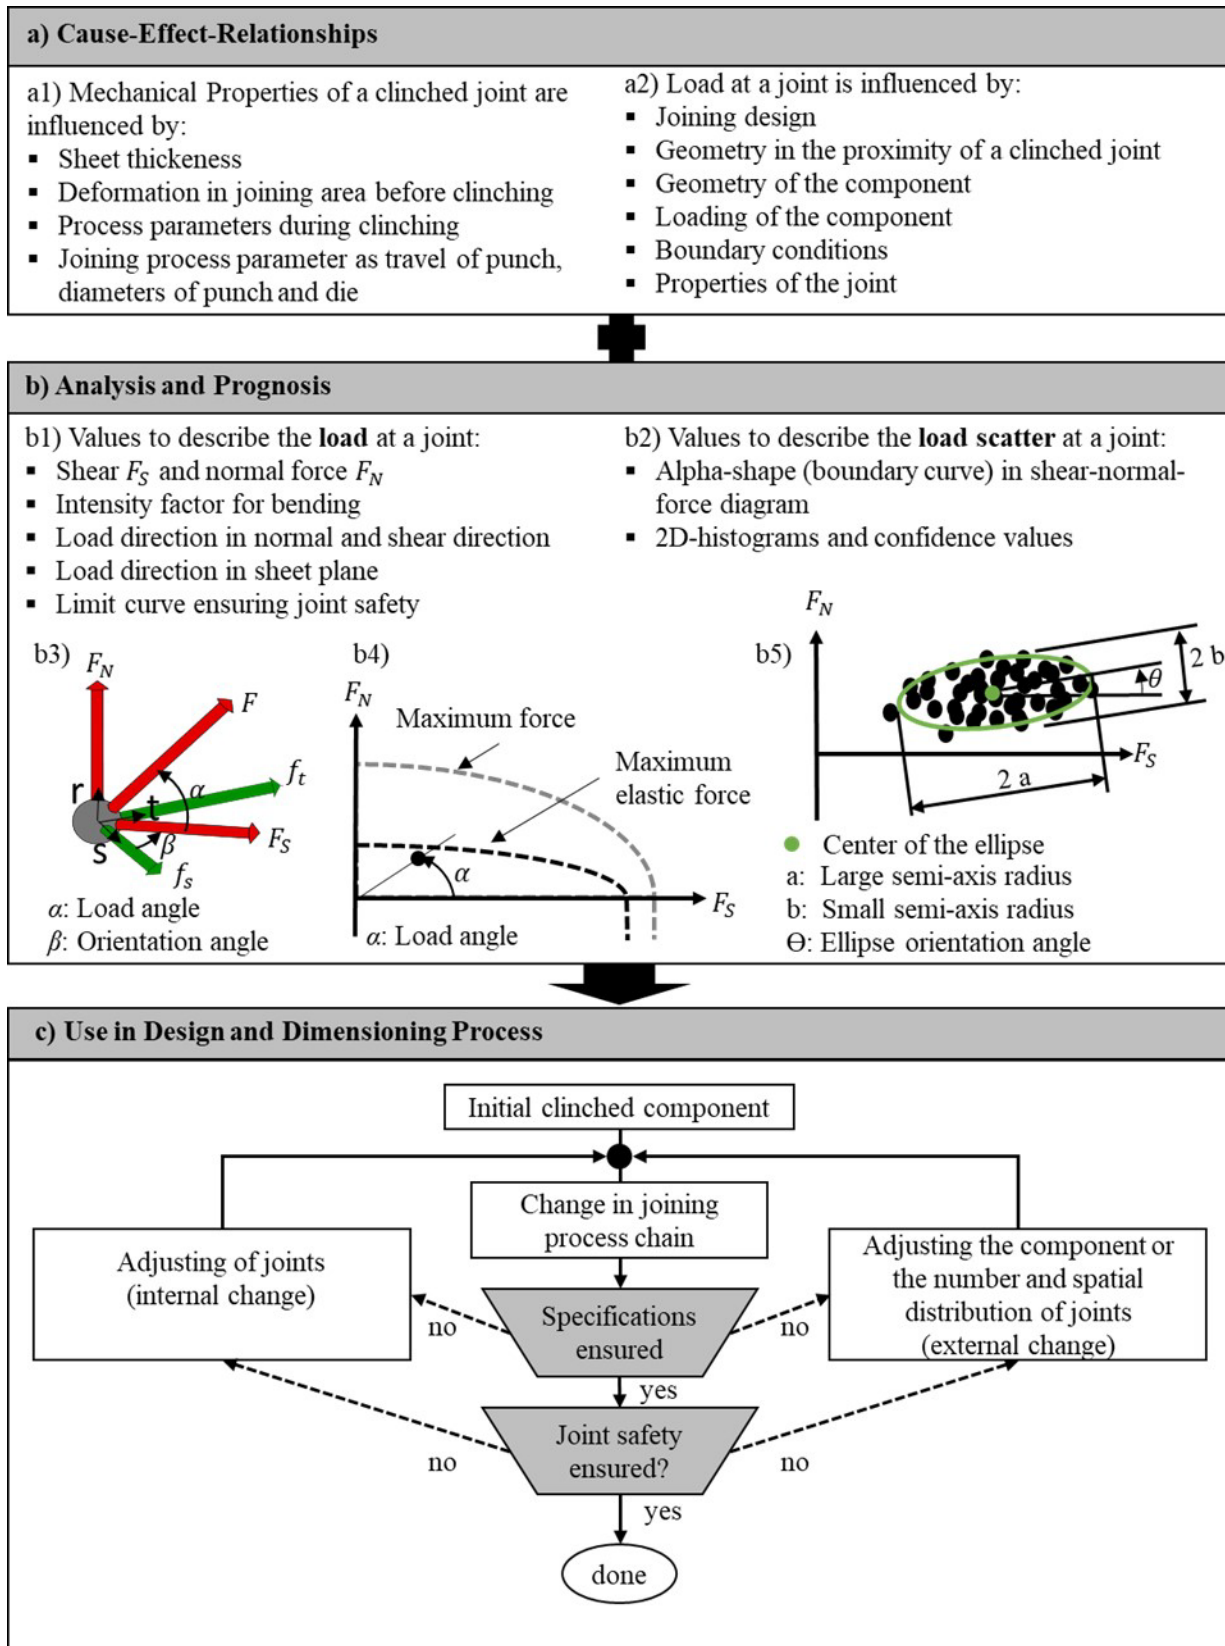 a) Cause-Effect-Relationships
a1) Mechanical Properties of a clinched joint are
influenced by:
▪ Sheet thickeness
▪ Deformation in joining area before clinching
▪ Process parameters during clinching
▪ Joining process parameter as travel of punch,
diameters of punch and die
a2) Load at a joint is influenced by:
▪ Joining design
▪ Geometry in the proximity of a clinched joint
▪ Geometry of the component
▪ Loading of the component
▪ Boundary conditions
▪ Properties of the joint
b) Analysis and Prognosis
b1) Values to describe the load at a joint:
▪ Shear F_S and normal force F_N
▪ Intensity factor for bending
▪ Load direction in normal and shear direction
▪ Load direction in sheet plane
▪ Limit curve ensuring joint safety
b2) Values to describe the load scatter at a joint:
▪ Alpha-shape (boundary curve) in shear-normal-
force diagram
▪ 2D-histograms and confidence values
b3)
F_N
F
f_t
α
r
t
F_S
s
β
f_s
α: Load angle
β: Orientation angle
b4)
F_N
Maximum force
Maximum
elastic force
α
F_S
α: Load angle
b5)
F_N
2 b
θ
F_S
2 a
Center of the ellipse
a: Large semi-axis radius
b: Small semi-axis radius
Ɵ: Ellipse orientation angle
c) Use in Design and Dimensioning Process
Initial clinched component
Change in joining
process chain
Adjusting of joints
(internal change)
Adjusting the component or
the number and spatial
distribution of joints
(external change)
Specifications
ensured
no
no
yes
Joint safety
ensured?
no
no
yes
done